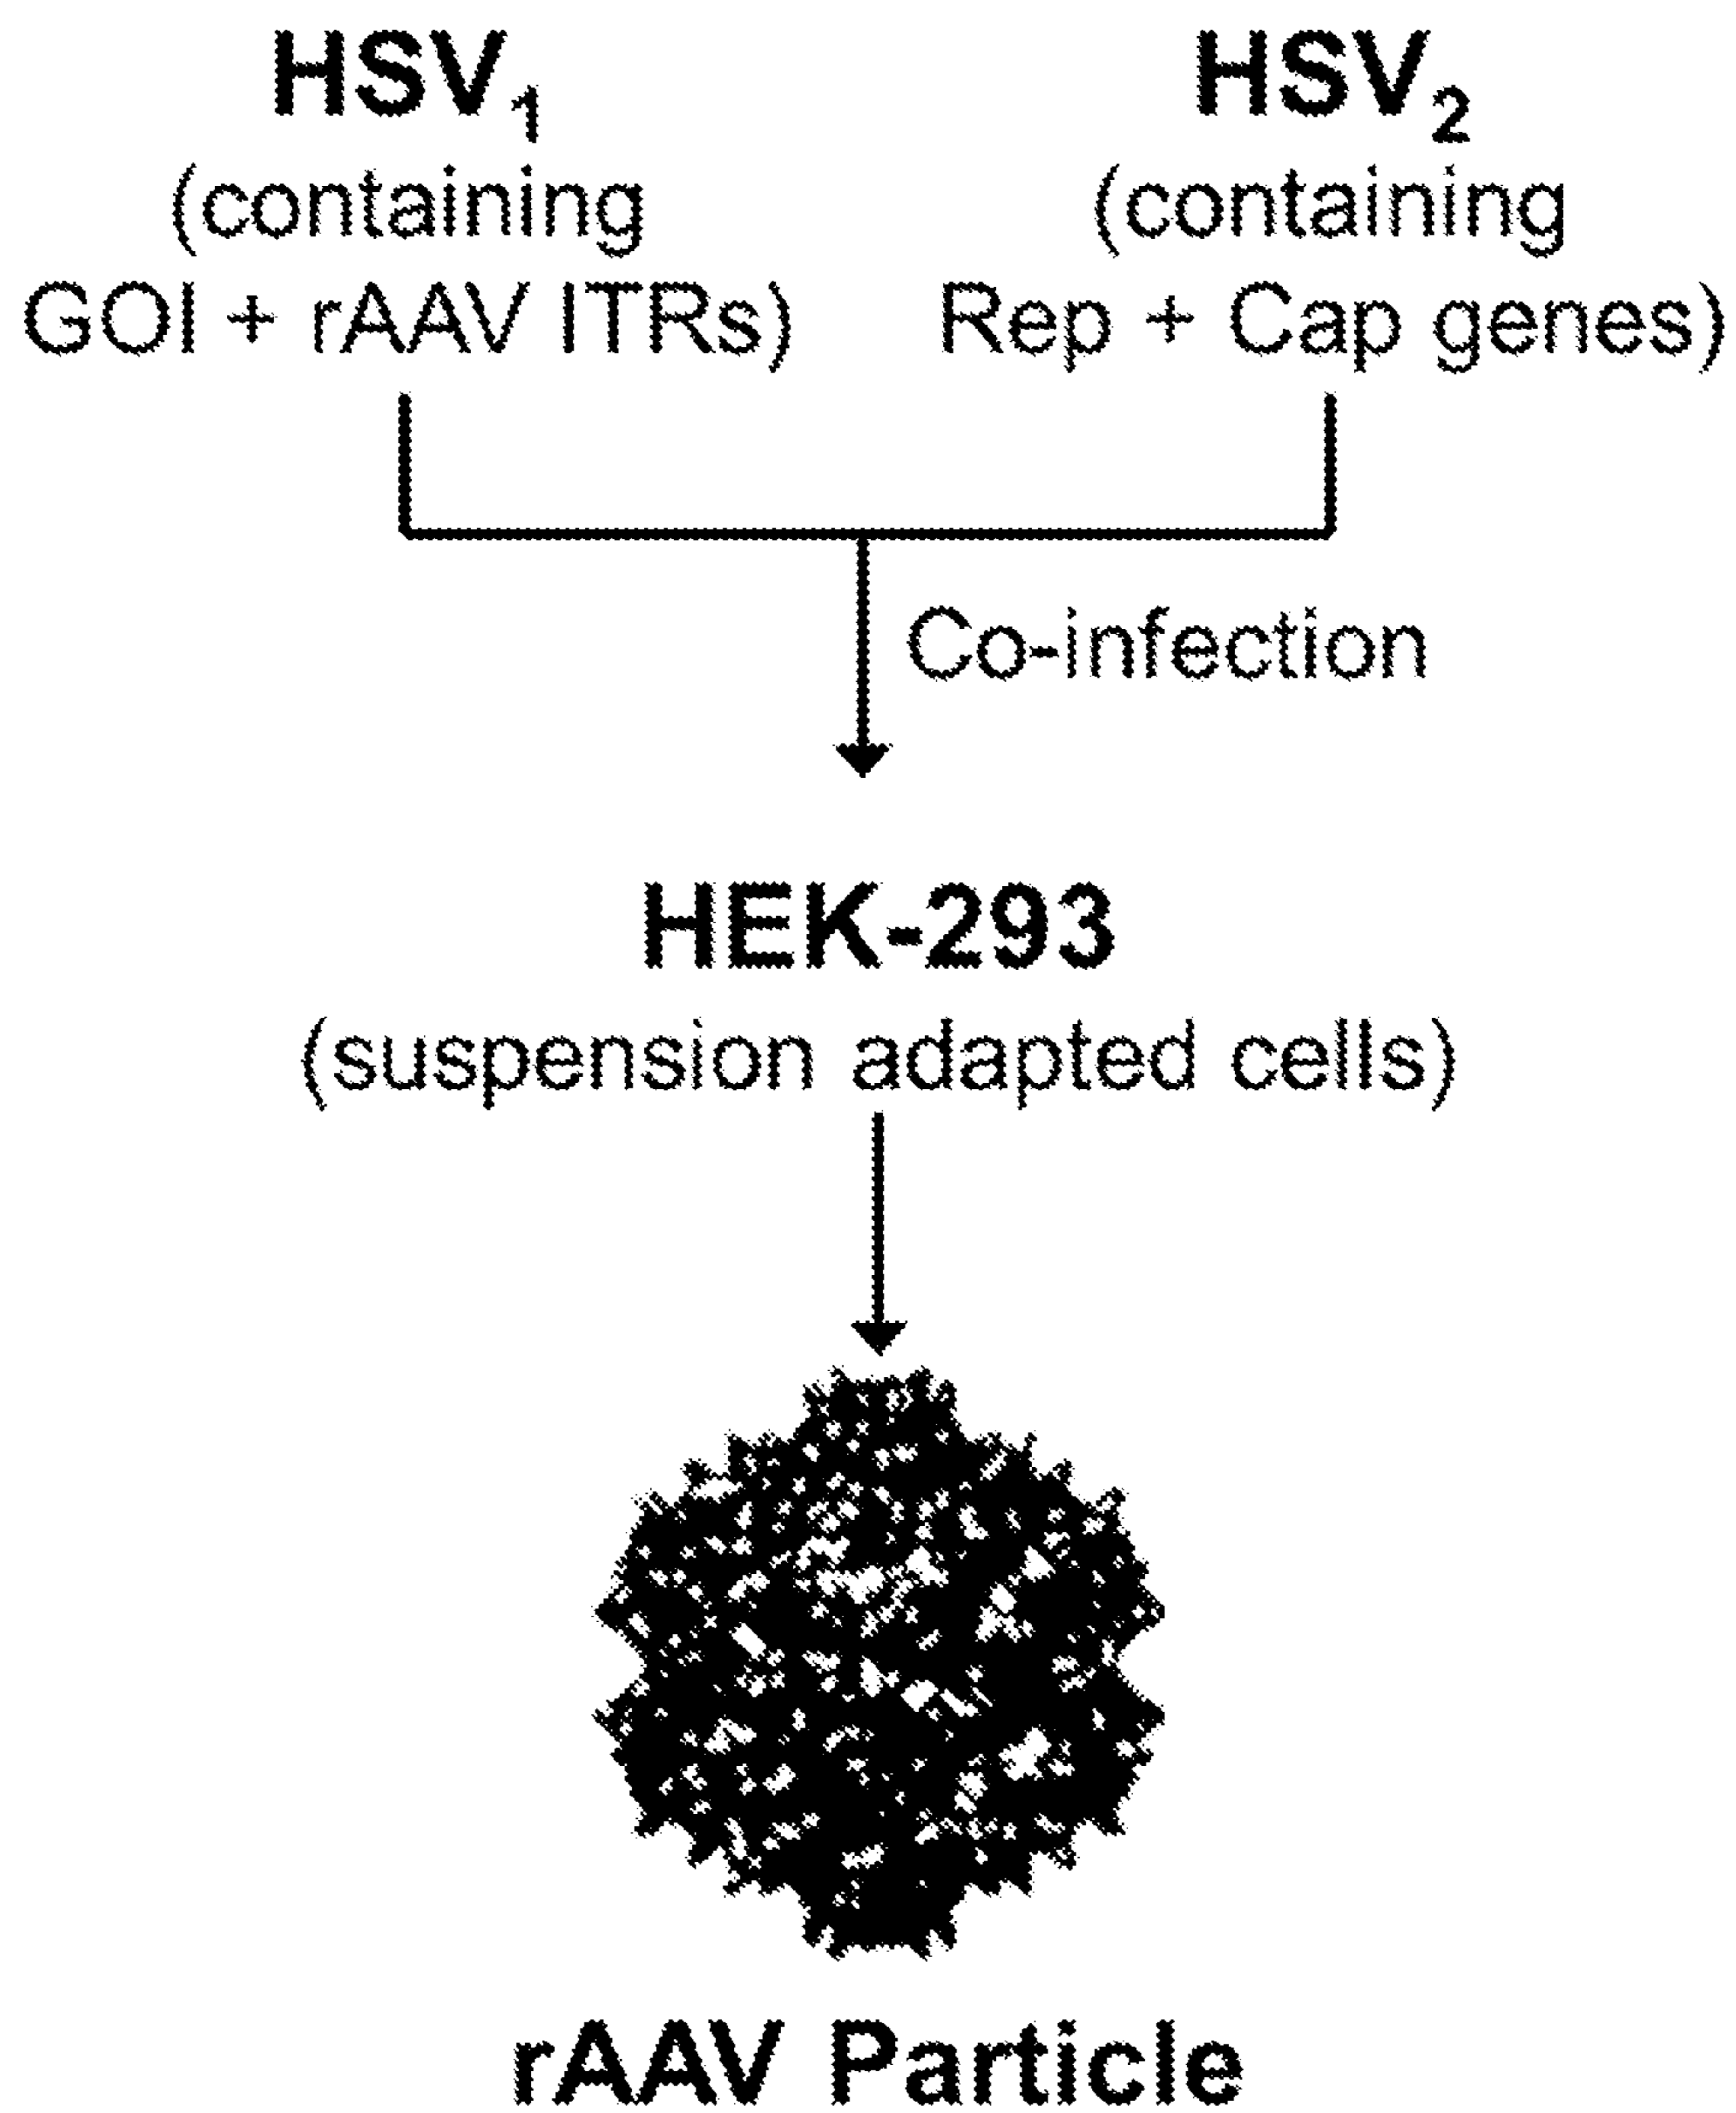 HSV₁
(containing
GOI + rAAV ITRs)
HSV₂
(containing
Rep + Cap genes)
Co-infection
HEK-293
(suspension adapted cells)
rAAV Particle